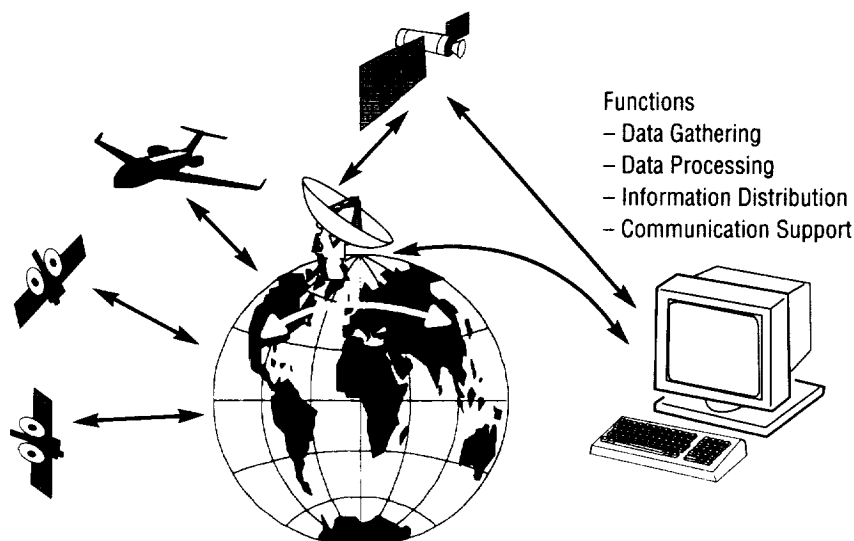 Functions
– Data Gathering
– Data Processing
– Information Distribution
– Communication Support